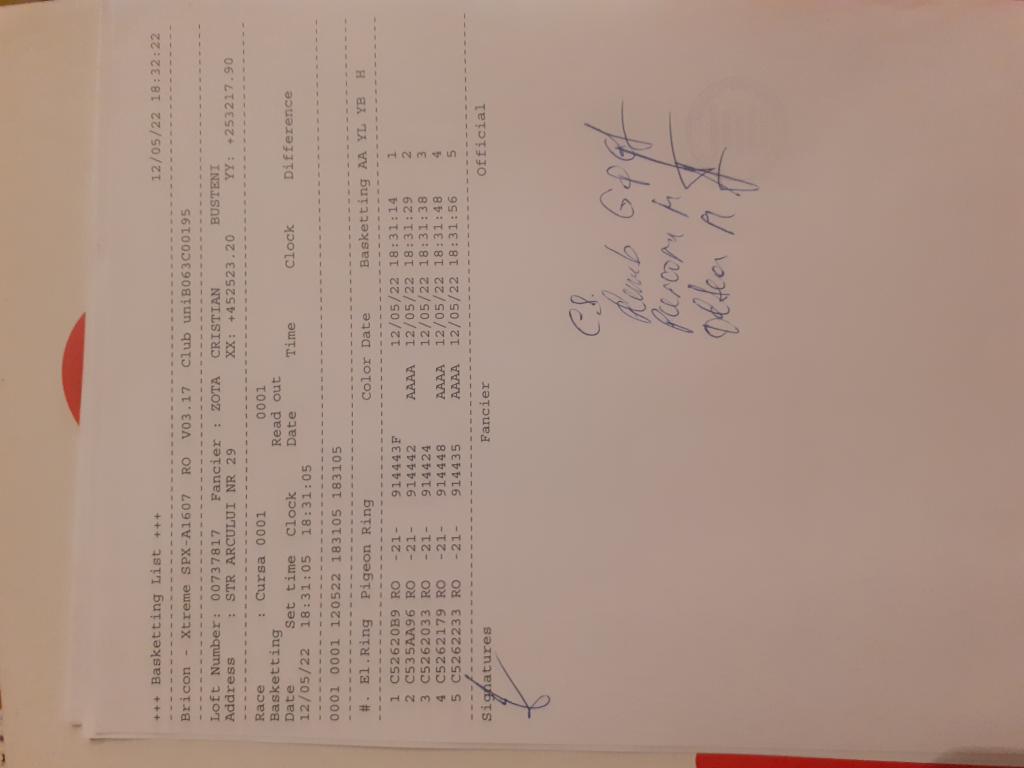 +++ Basketting List +++ 12/05/22 18:32:22
Bricon - Xtreme SPX-A1607 RO V03.17 Club uniB063C00195
Loft Number: 00737817 Fancier : ZOTA CRISTIAN BUSTENI
Address : STR ARCULUI NR 29 XX: +452523.20 YY: +253217.90
Race : Cursa 0001 0001
Basketting Read out
Date Set time Clock Date Time Clock Difference
12/05/22 18:31:05 18:31:05
0001 0001 120522 183105 183105
#. El.Ring Pigeon Ring Color Date Basketting AA YL YB H
1 C52620B9 RO -21- 914443F 12/05/22 18:31:14 1
2 C535AA96 RO -21- 914442 AAAA 12/05/22 18:31:29 2
3 C5262033 RO -21- 914424 12/05/22 18:31:38 3
4 C5262179 RO -21- 914448 AAAA 12/05/22 18:31:48 4
5 C5262233 RO -21- 914435 AAAA 12/05/22 18:31:56 5
Signatures Fancier Official
C.S.